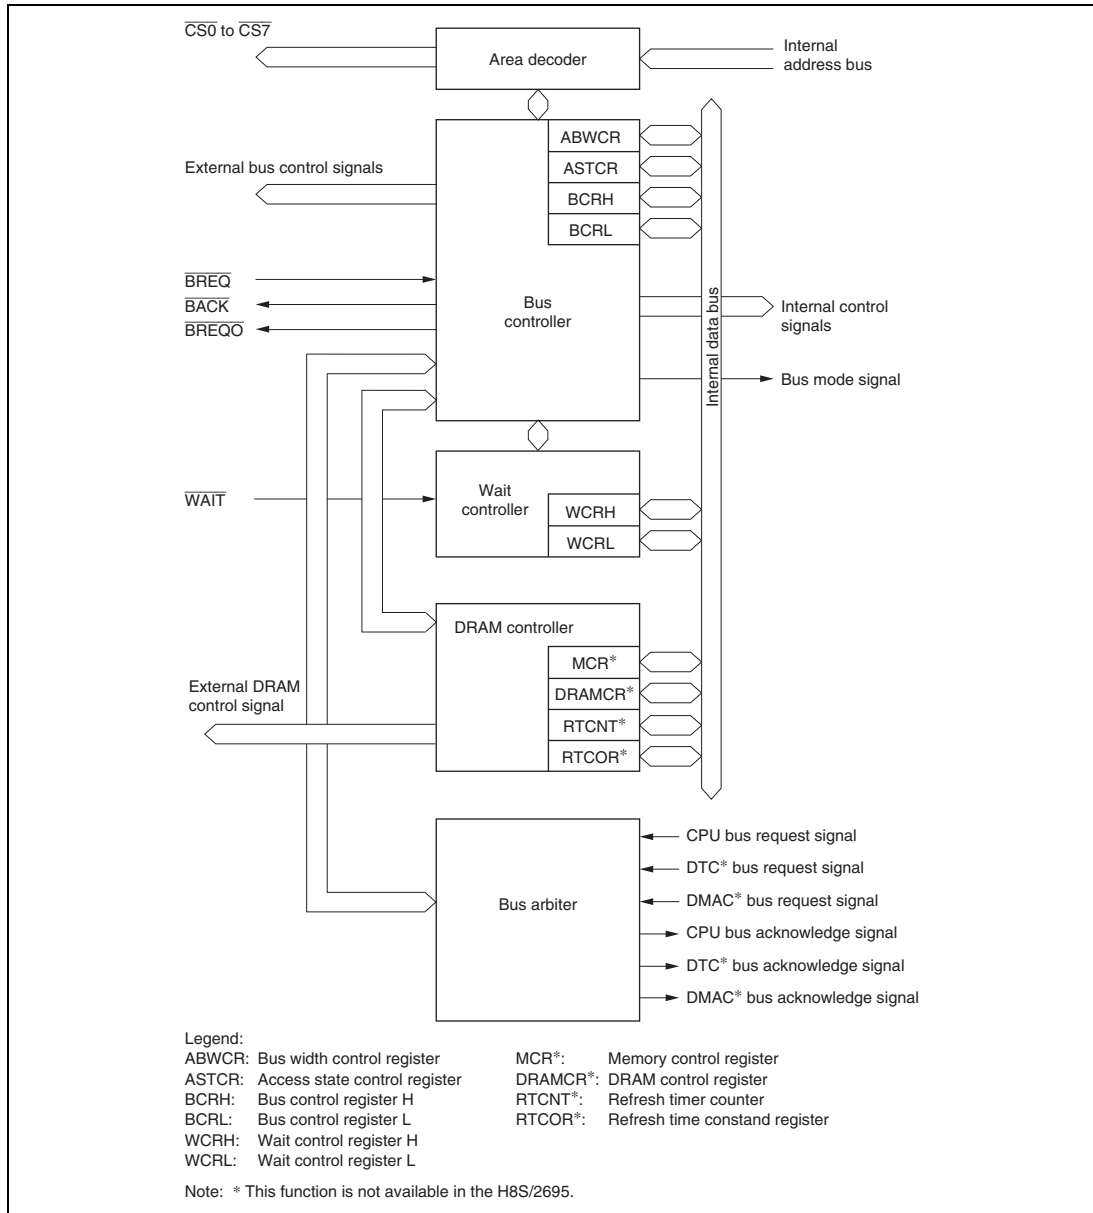 CS0 to CS7
Area decoder
Internal
address bus
ABWCR
ASTCR
BCRH
BCRL
External bus control signals
BREQ
BACK
BREQO
Bus
controller
Internal data bus
Internal control
signals
Bus mode signal
WAIT
Wait
controller
WCRH
WCRL
DRAM controller
MCR*
DRAMCR*
RTCNT*
RTCOR*
External DRAM
control signal
Bus arbiter
CPU bus request signal
DTC* bus request signal
DMAC* bus request signal
CPU bus acknowledge signal
DTC* bus acknowledge signal
DMAC* bus acknowledge signal
Legend:
ABWCR: Bus width control register
ASTCR: Access state control register
BCRH: Bus control register H
BCRL: Bus control register L
WCRH: Wait control register H
WCRL: Wait control register L
MCR*: Memory control register
DRAMCR*: DRAM control register
RTCNT*: Refresh timer counter
RTCOR*: Refresh time constand register
Note: * This function is not available in the H8S/2695.